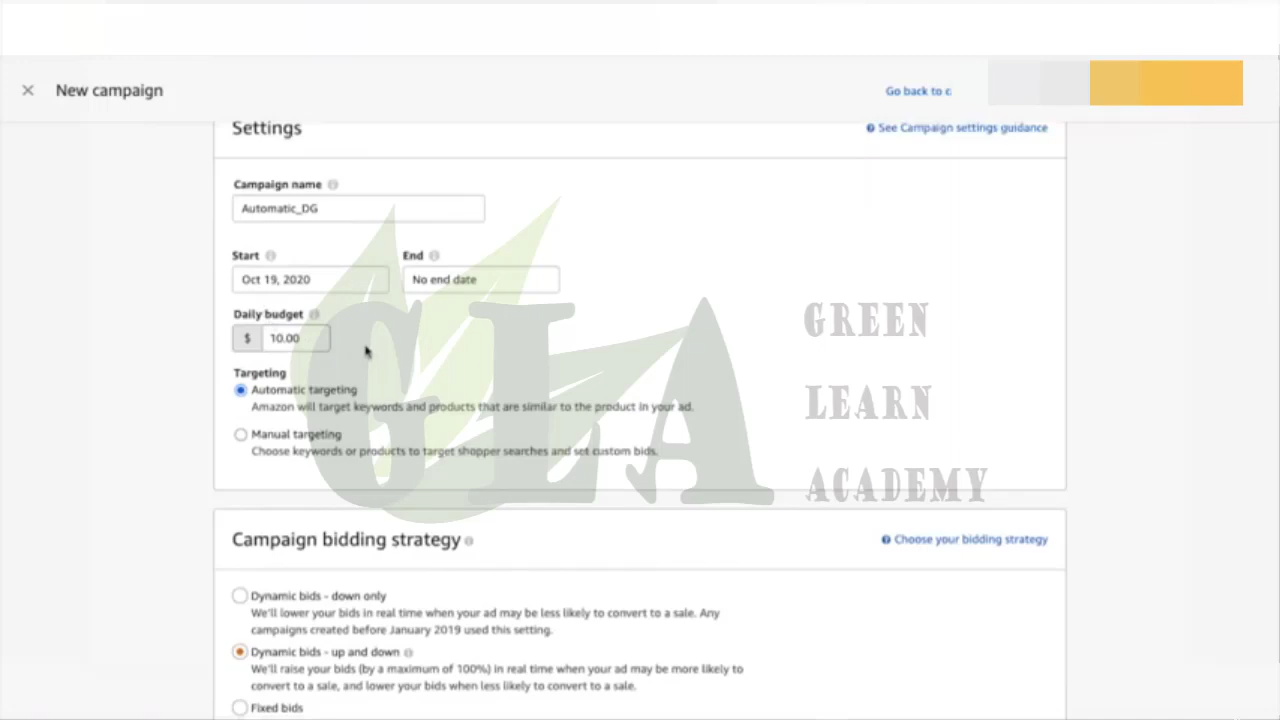 New campaign
Go back to c
Settings
See Campaign settings guidance
Campaign name
Automatic_DG
Start
End
Oct 19, 2020
No end date
Daily budget
$ 10.00
Targeting
Automatic targeting
Amazon will target keywords and products that are similar to the product in your ad.
Manual targeting
Choose keywords or products to target shopper searches and set custom bids.
GLA
GREEN
LEARN
ACADEMY
Campaign bidding strategy
Choose your bidding strategy
Dynamic bids - down only
We'll lower your bids in real time when your ad may be less likely to convert to a sale. Any
campaigns created before January 2019 used this setting.
Dynamic bids - up and down
We'll raise your bids (by a maximum of 100%) in real time when your ad may be more likely to
convert to a sale, and lower your bids when less likely to convert to a sale.
Fixed bids